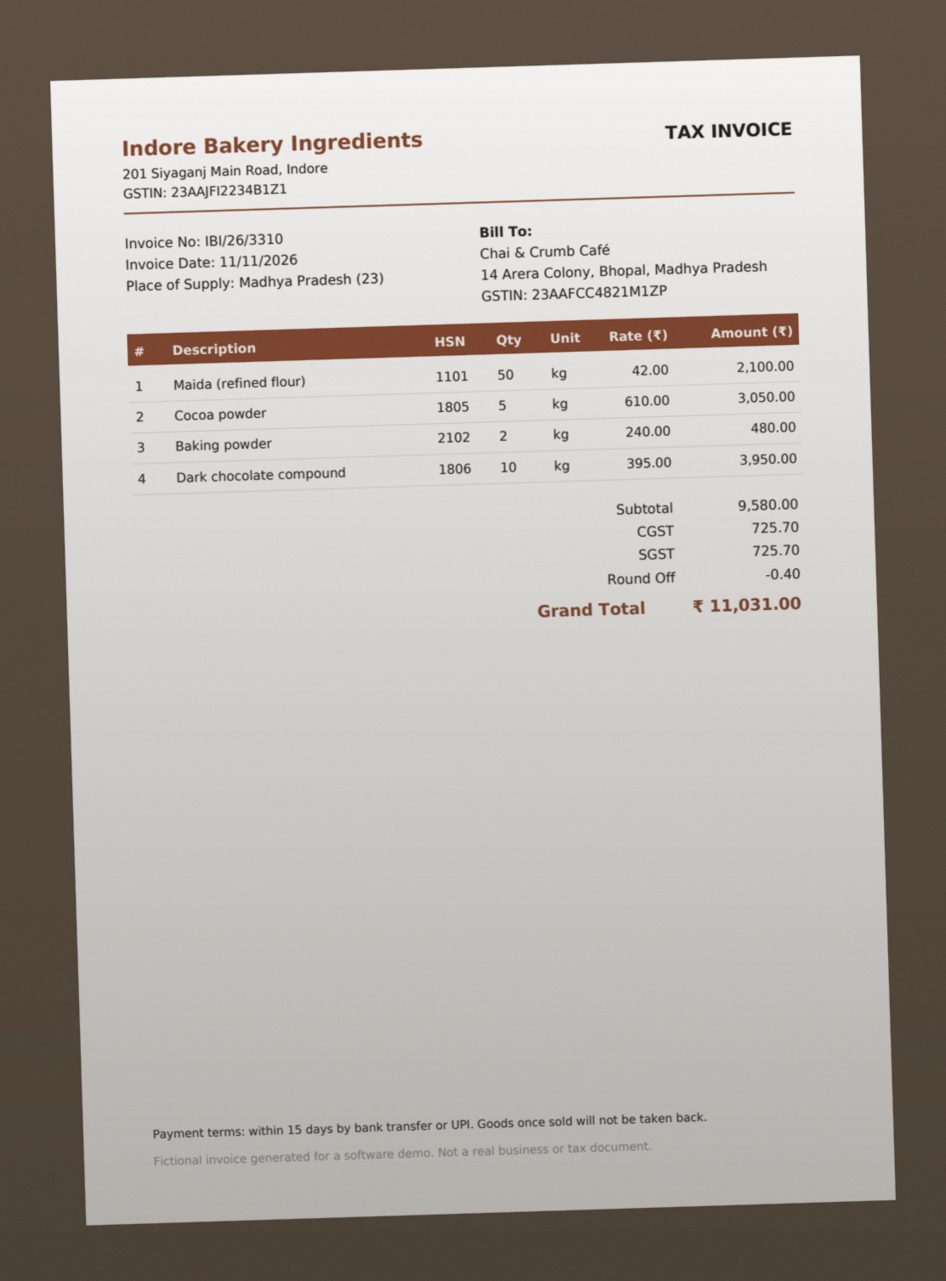 Indore Bakery Ingredients
TAX INVOICE
201 Siyaganj Main Road, Indore
GSTIN: 23AAJFI2234B1Z1
Invoice No: IBI/26/3310
Invoice Date: 11/11/2026
Place of Supply: Madhya Pradesh (23)
Bill To:
Chai & Crumb Café
14 Arera Colony, Bhopal, Madhya Pradesh
GSTIN: 23AAFCC4821M1ZP
# Description HSN Qty Unit Rate (₹) Amount (₹)
1 Maida (refined flour) 1101 50 kg 42.00 2,100.00
2 Cocoa powder 1805 5 kg 610.00 3,050.00
3 Baking powder 2102 2 kg 240.00 480.00
4 Dark chocolate compound 1806 10 kg 395.00 3,950.00
Subtotal 9,580.00
CGST 725.70
SGST 725.70
Round Off -0.40
Grand Total ₹ 11,031.00
Payment terms: within 15 days by bank transfer or UPI. Goods once sold will not be taken back.
Fictional invoice generated for a software demo. Not a real business or tax document.